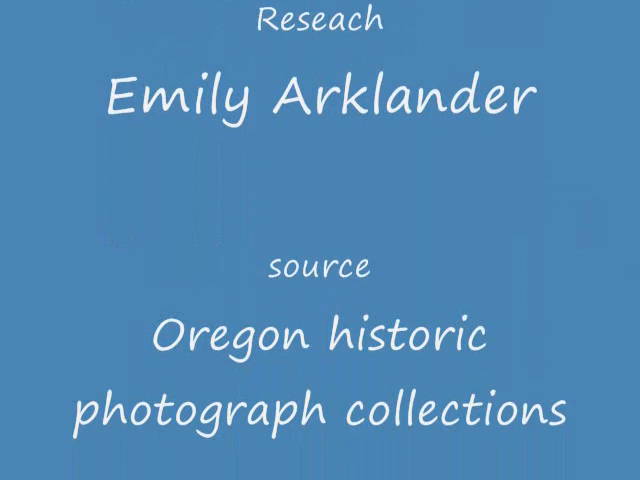 Reseach
Emily Arklander
source
Oregon historic
photograph collections